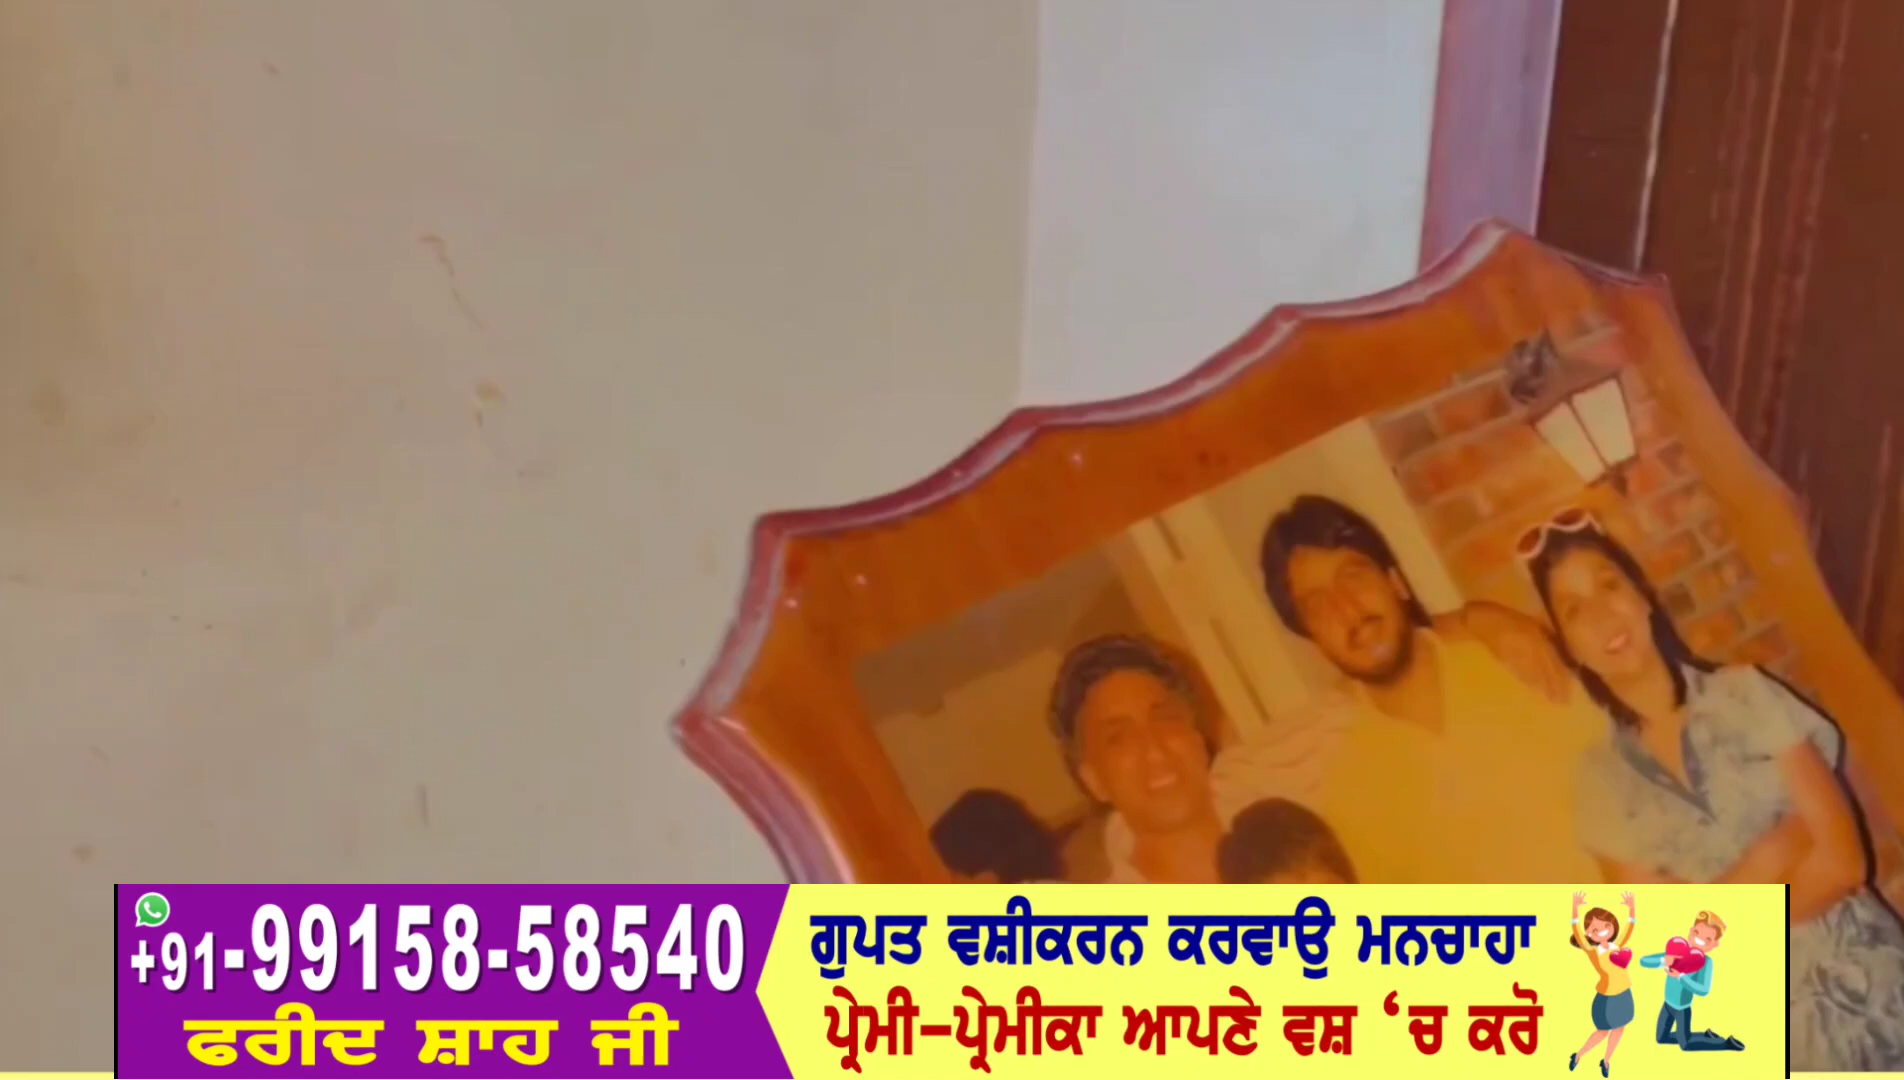 +91-99158-58540
ਫਰੀਦ ਸ਼ਾਹ ਜੀ
ਗੁਪਤ ਵਸ਼ੀਕਰਨ ਕਰਵਾਉ ਮਨਚਾਹਾ
ਪ੍ਰੇਮੀ-ਪ੍ਰੇਮੀਕਾ ਆਪਣੇ ਵਸ਼ ‘ਚ ਕਰੋ